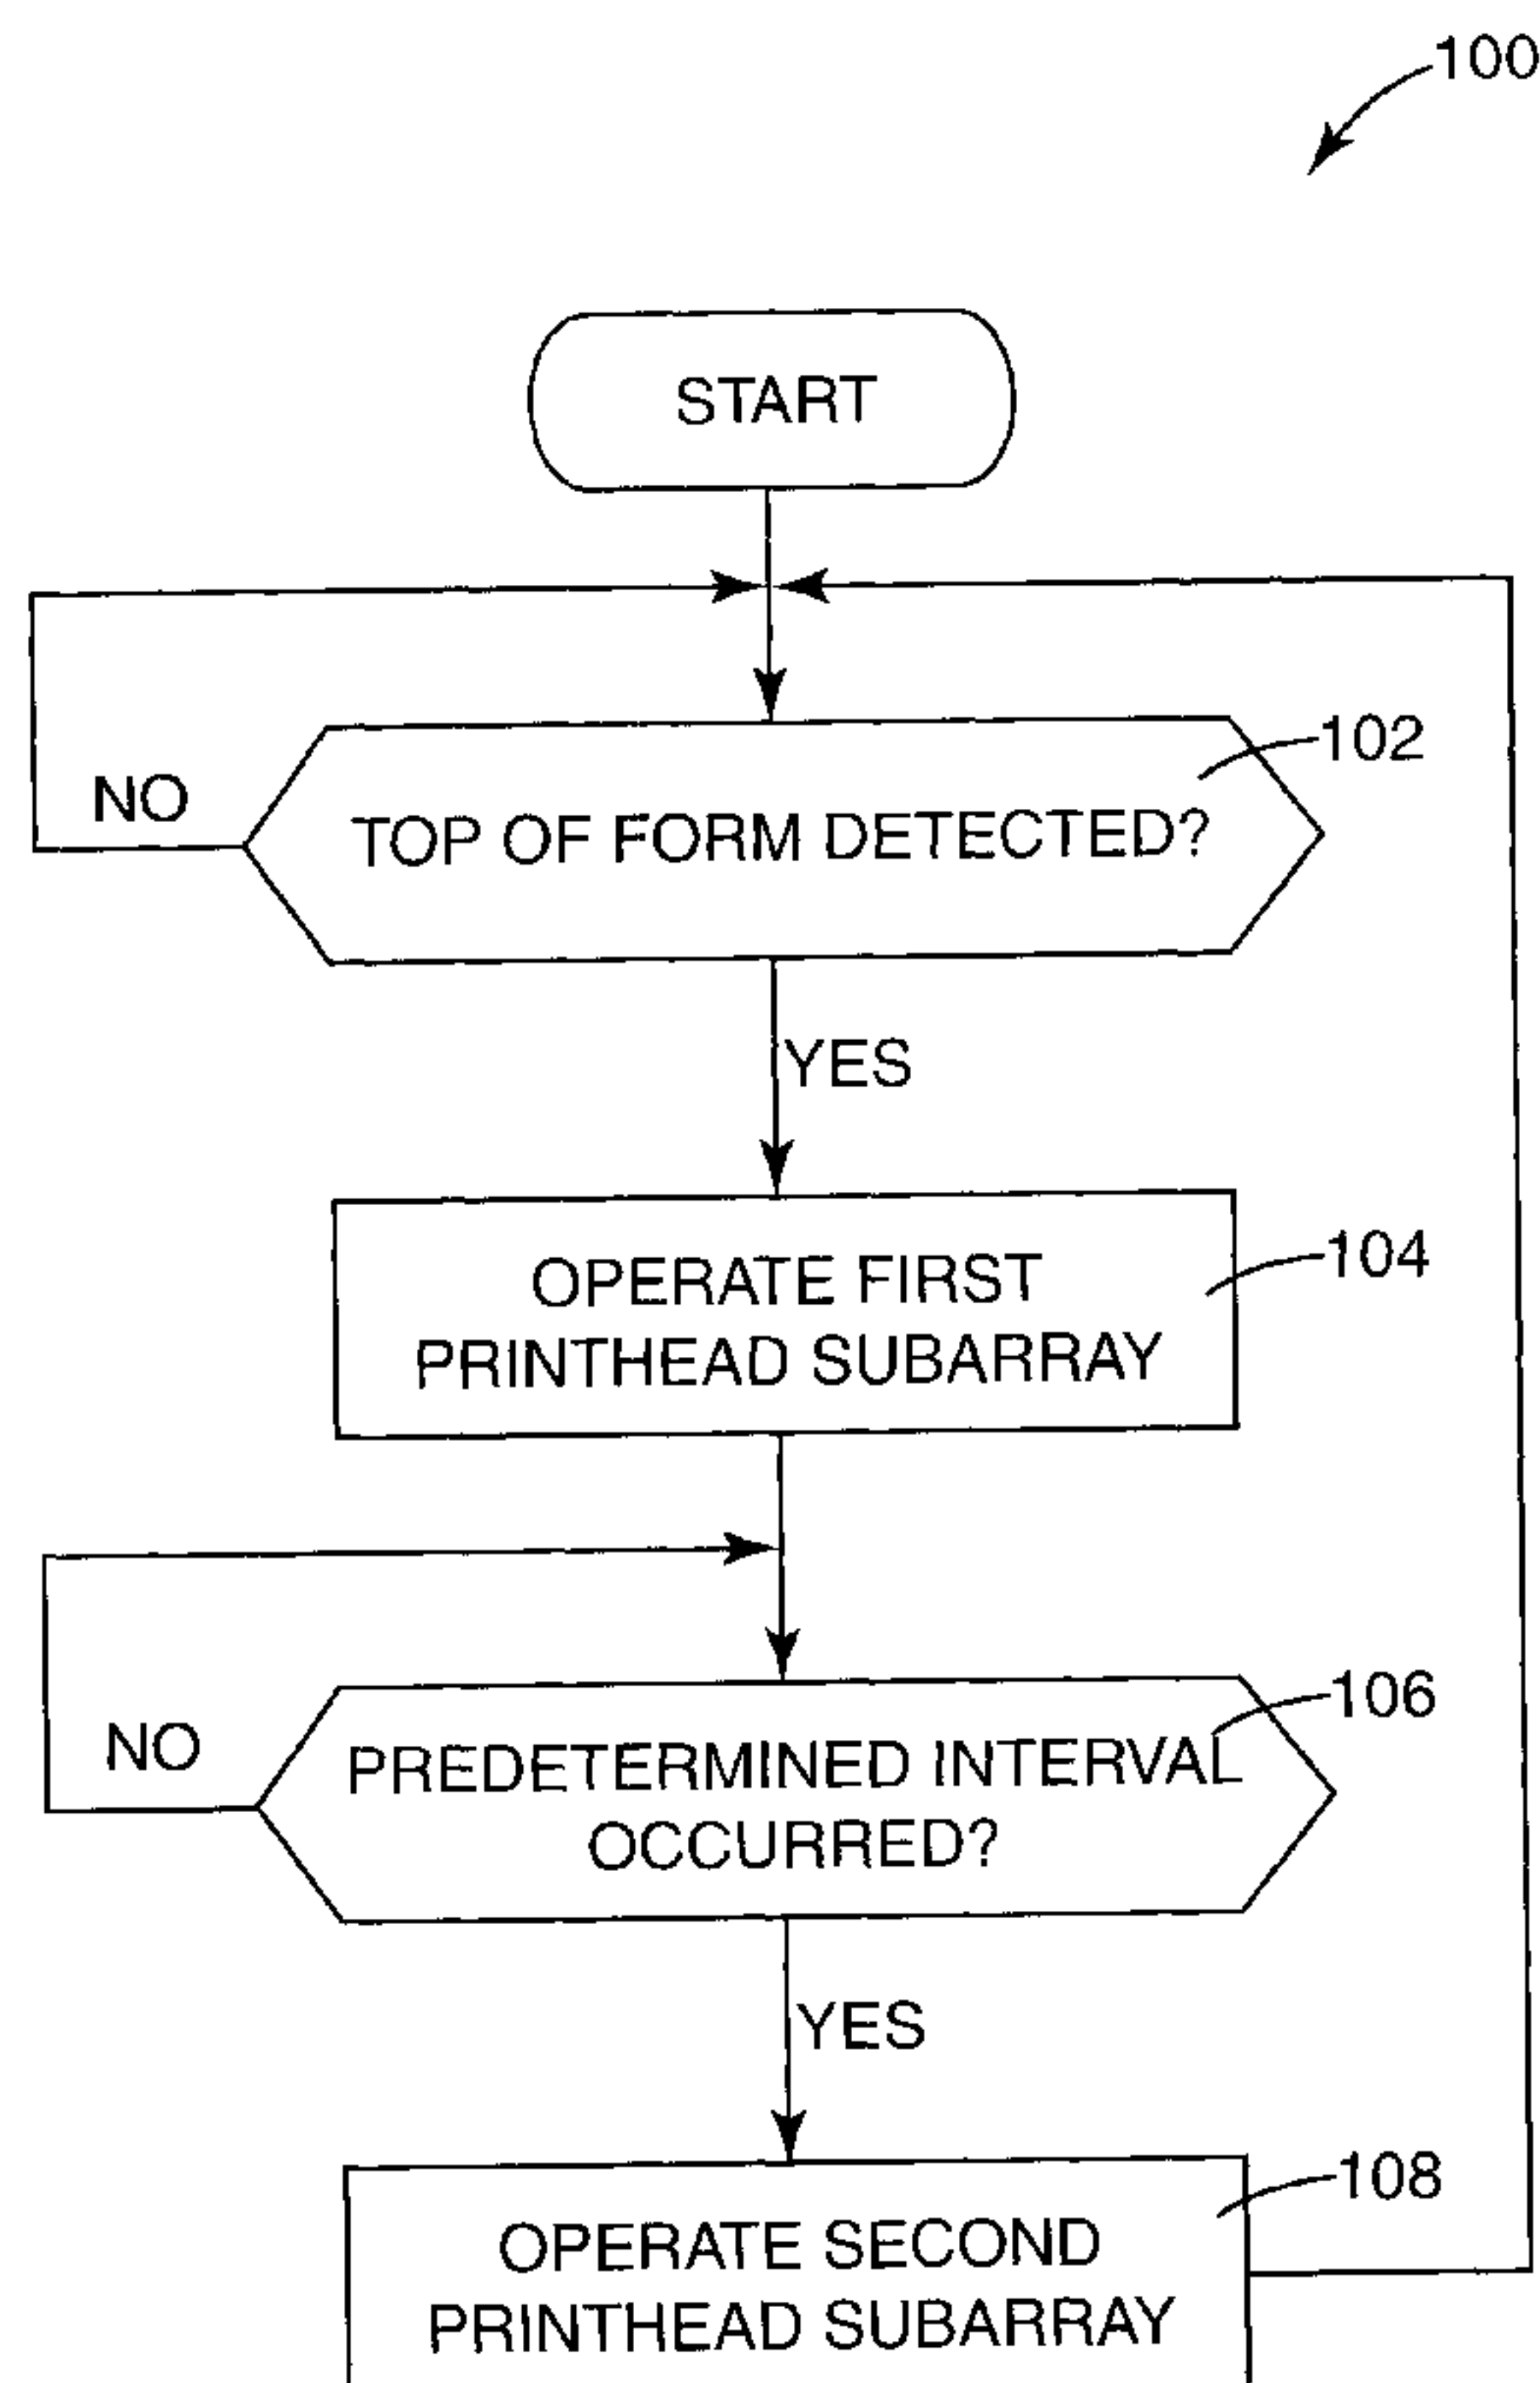 100
START
102
NO
TOP OF FORM DETECTED?
YES
104
OPERATE FIRST
PRINTHEAD SUBARRAY
106
NO
PREDETERMINED INTERVAL
OCCURRED?
YES
108
OPERATE SECOND
PRINTHEAD SUBARRAY